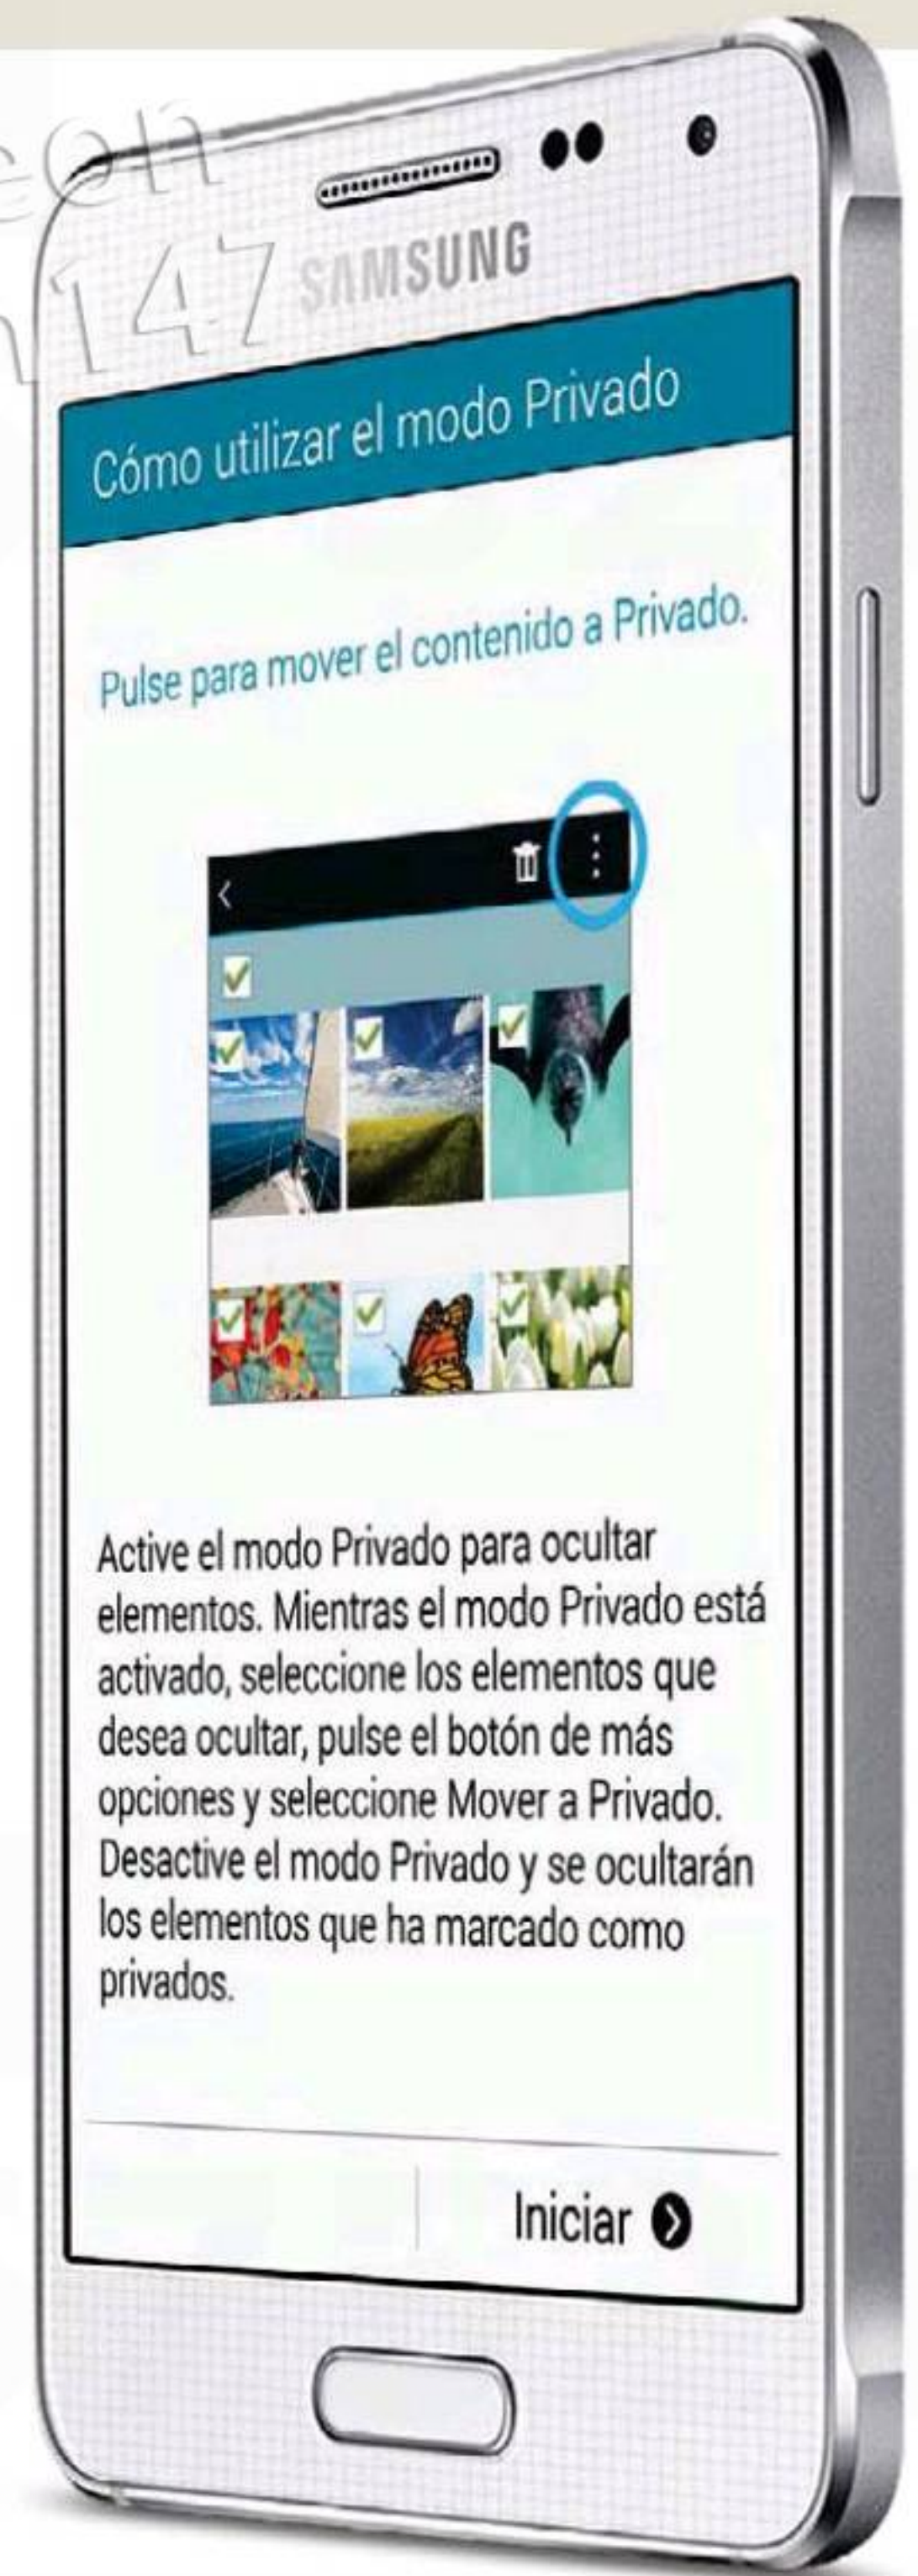 SAMSUNG
Cómo utilizar el modo Privado
Pulse para mover el contenido a Privado.
Active el modo Privado para ocultar
elementos. Mientras el modo Privado está
activado, seleccione los elementos que
desea ocultar, pulse el botón de más
opciones y seleccione Mover a Privado.
Desactive el modo Privado y se ocultarán
los elementos que ha marcado como
privados.
Iniciar